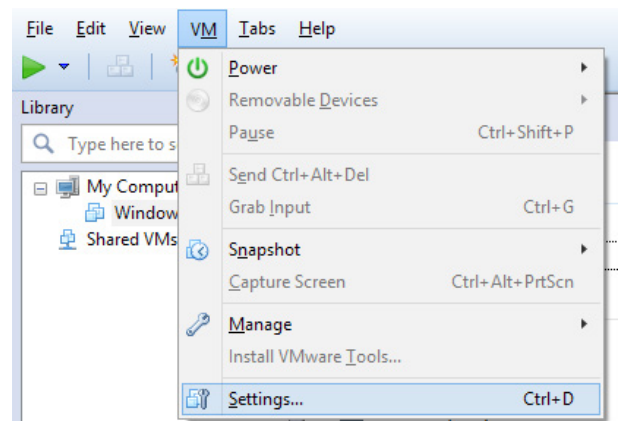 File Edit View VM Tabs Help
Library
Type here to s
My Comput
Window
Shared VMs
Power
Removable Devices
Pause Ctrl+Shift+P
Send Ctrl+Alt+Del
Grab Input Ctrl+G
Snapshot
Capture Screen Ctrl+Alt+PrtScn
Manage
Install VMware Tools...
Settings... Ctrl+D